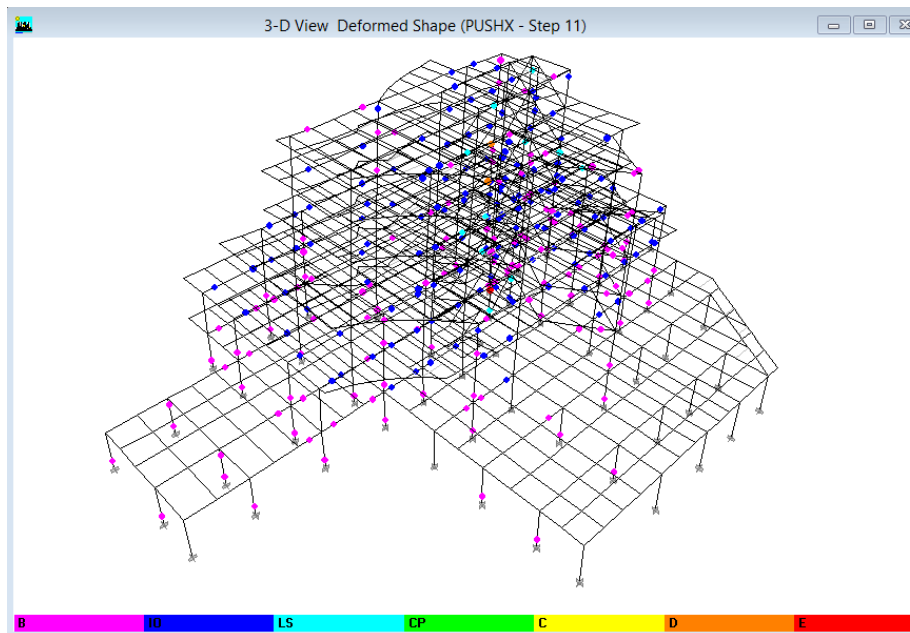 3-D View  Deformed Shape (PUSHX - Step 11)
B IO LS CP C D E